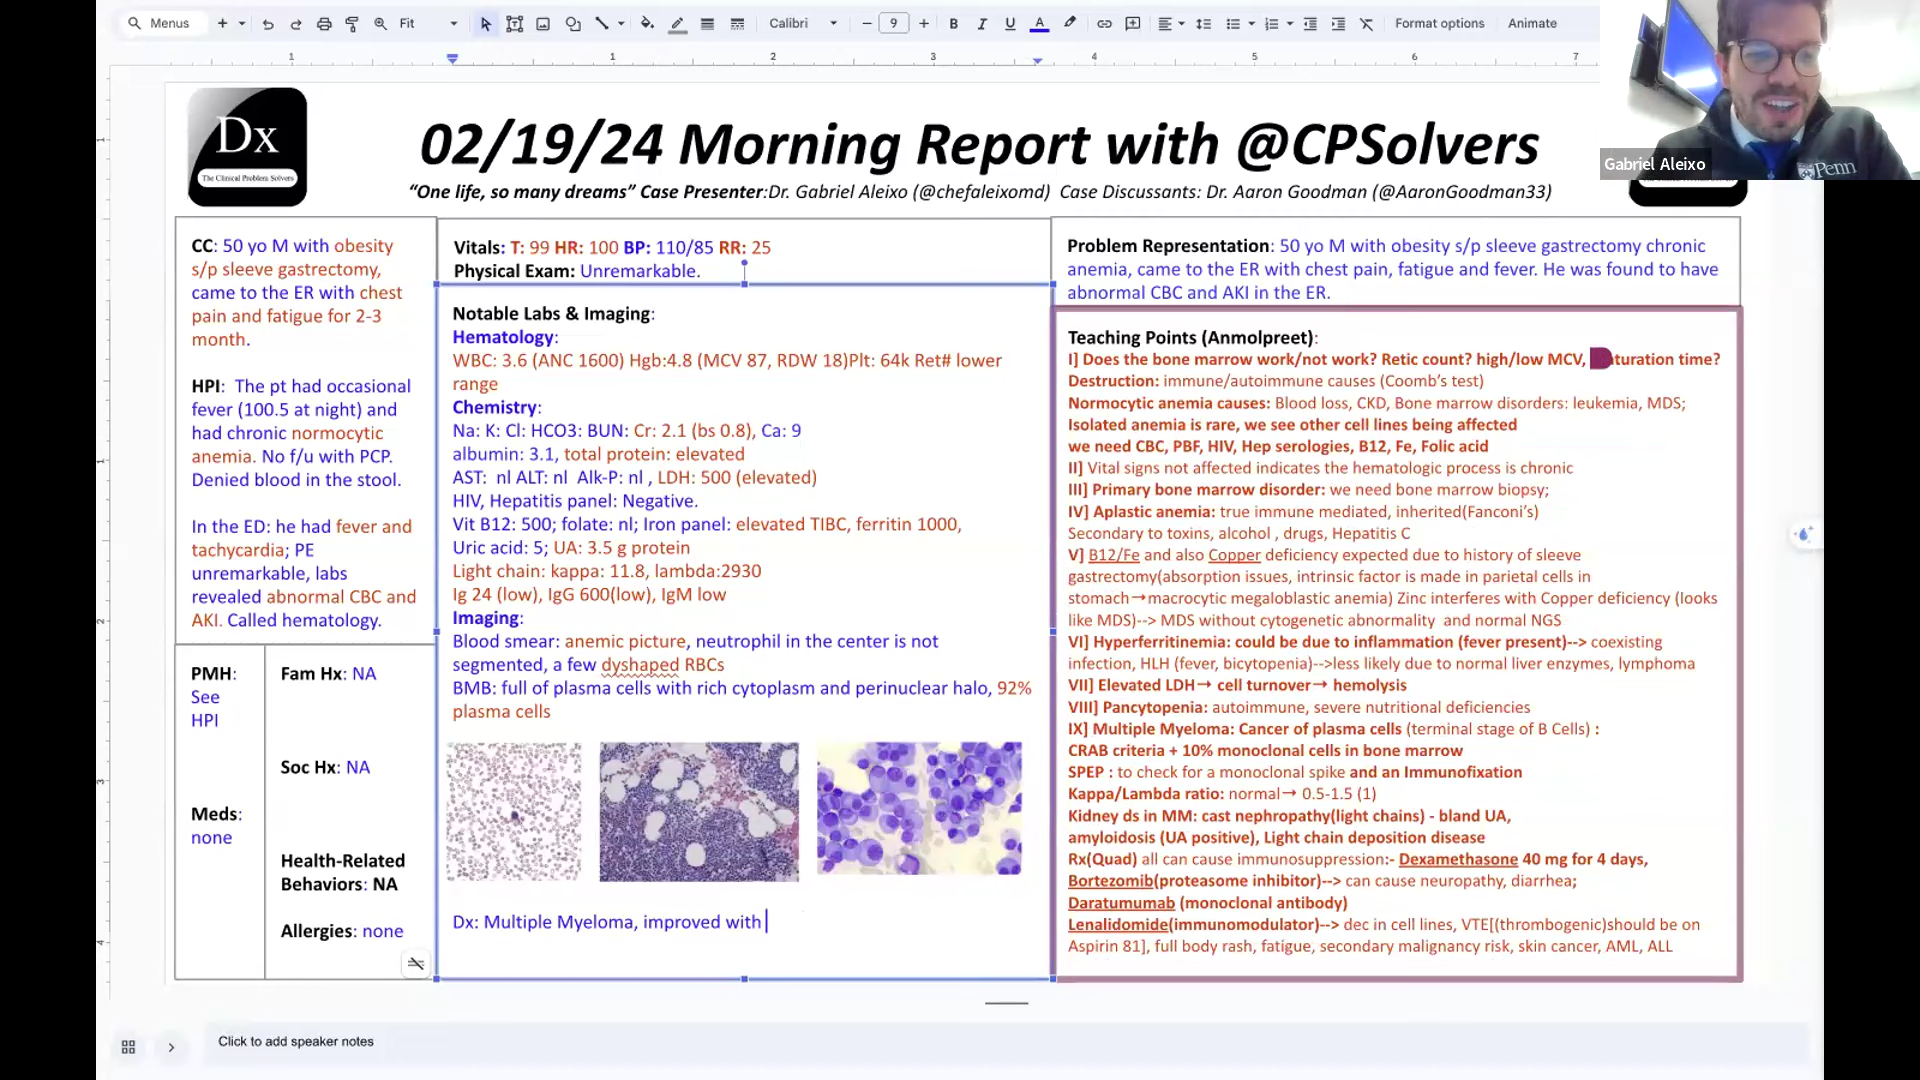 Menus
Fit
Calibri
9
B I U A
Format options
Animate
1 1 2 3 4 5 6 7
Dx
The Clinical Problem Solvers
02/19/24 Morning Report with @CPSolvers
“One life, so many dreams” Case Presenter:Dr. Gabriel Aleixo (@chefaleixomd) Case Discussants: Dr. Aaron Goodman (@AaronGoodman33)
Gabriel Aleixo
Penn
CC: 50 yo M with obesity
s/p sleeve gastrectomy,
came to the ER with chest
pain and fatigue for 2-3
month.
HPI: The pt had occasional
fever (100.5 at night) and
had chronic normocytic
anemia. No f/u with PCP.
Denied blood in the stool.
In the ED: he had fever and
tachycardia; PE
unremarkable, labs
revealed abnormal CBC and
AKI. Called hematology.
PMH:
See
HPI
Meds:
none
Fam Hx: NA
Soc Hx: NA
Health-Related
Behaviors: NA
Allergies: none
Vitals: T: 99 HR: 100 BP: 110/85 RR: 25
Physical Exam: Unremarkable.
Notable Labs & Imaging:
Hematology:
WBC: 3.6 (ANC 1600) Hgb:4.8 (MCV 87, RDW 18)Plt: 64k Ret# lower
range
Chemistry:
Na: K: Cl: HCO3: BUN: Cr: 2.1 (bs 0.8), Ca: 9
albumin: 3.1, total protein: elevated
AST: nl ALT: nl Alk-P: nl , LDH: 500 (elevated)
HIV, Hepatitis panel: Negative.
Vit B12: 500; folate: nl; Iron panel: elevated TIBC, ferritin 1000,
Uric acid: 5; UA: 3.5 g protein
Light chain: kappa: 11.8, lambda:2930
Ig 24 (low), IgG 600(low), IgM low
Imaging:
Blood smear: anemic picture, neutrophil in the center is not
segmented, a few dyshaped RBCs
BMB: full of plasma cells with rich cytoplasm and perinuclear halo, 92%
plasma cells
Dx: Multiple Myeloma, improved with
Problem Representation: 50 yo M with obesity s/p sleeve gastrectomy chronic
anemia, came to the ER with chest pain, fatigue and fever. He was found to have
abnormal CBC and AKI in the ER.
Teaching Points (Anmolpreet):
I] Does the bone marrow work/not work? Retic count? high/low MCV, turation time?
Destruction: immune/autoimmune causes (Coomb’s test)
Normocytic anemia causes: Blood loss, CKD, Bone marrow disorders: leukemia, MDS;
Isolated anemia is rare, we see other cell lines being affected
we need CBC, PBF, HIV, Hep serologies, B12, Fe, Folic acid
II] Vital signs not affected indicates the hematologic process is chronic
III] Primary bone marrow disorder: we need bone marrow biopsy;
IV] Aplastic anemia: true immune mediated, inherited(Fanconi’s)
Secondary to toxins, alcohol , drugs, Hepatitis C
V] B12/Fe and also Copper deficiency expected due to history of sleeve
gastrectomy(absorption issues, intrinsic factor is made in parietal cells in
stomach→macrocytic megaloblastic anemia) Zinc interferes with Copper deficiency (looks
like MDS)--> MDS without cytogenetic abnormality and normal NGS
VI] Hyperferritinemia: could be due to inflammation (fever present)--> coexisting
infection, HLH (fever, bicytopenia)-->less likely due to normal liver enzymes, lymphoma
VII] Elevated LDH→ cell turnover→ hemolysis
VIII] Pancytopenia: autoimmune, severe nutritional deficiencies
IX] Multiple Myeloma: Cancer of plasma cells (terminal stage of B Cells) :
CRAB criteria + 10% monoclonal cells in bone marrow
SPEP : to check for a monoclonal spike and an Immunofixation
Kappa/Lambda ratio: normal→ 0.5-1.5 (1)
Kidney ds in MM: cast nephropathy(light chains) - bland UA,
amyloidosis (UA positive), Light chain deposition disease
Rx(Quad) all can cause immunosuppression:- Dexamethasone 40 mg for 4 days,
Bortezomib(proteasome inhibitor)--> can cause neuropathy, diarrhea;
Daratumumab (monoclonal antibody)
Lenalidomide(immunomodulator)--> dec in cell lines, VTE[(thrombogenic)should be on
Aspirin 81], full body rash, fatigue, secondary malignancy risk, skin cancer, AML, ALL
Click to add speaker notes